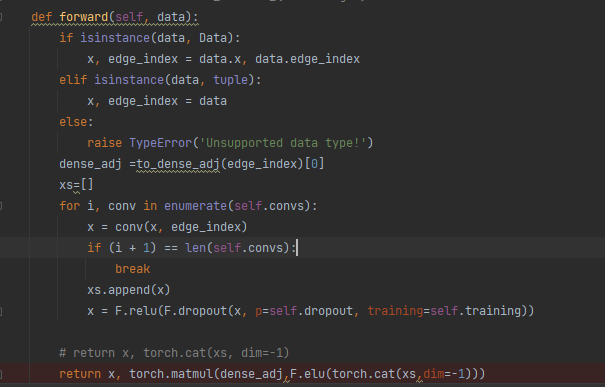 def forward(self, data):
    if isinstance(data, Data):
        x, edge_index = data.x, data.edge_index
    elif isinstance(data, tuple):
        x, edge_index = data
    else:
        raise TypeError('Unsupported data type!')
    dense_adj =to_dense_adj(edge_index)[0]
    xs=[]
    for i, conv in enumerate(self.convs):
        x = conv(x, edge_index)
        if (i + 1) == len(self.convs):
            break
        xs.append(x)
        x = F.relu(F.dropout(x, p=self.dropout, training=self.training))

    # return x, torch.cat(xs, dim=-1)
    return x, torch.matmul(dense_adj,F.elu(torch.cat(xs,dim=-1)))